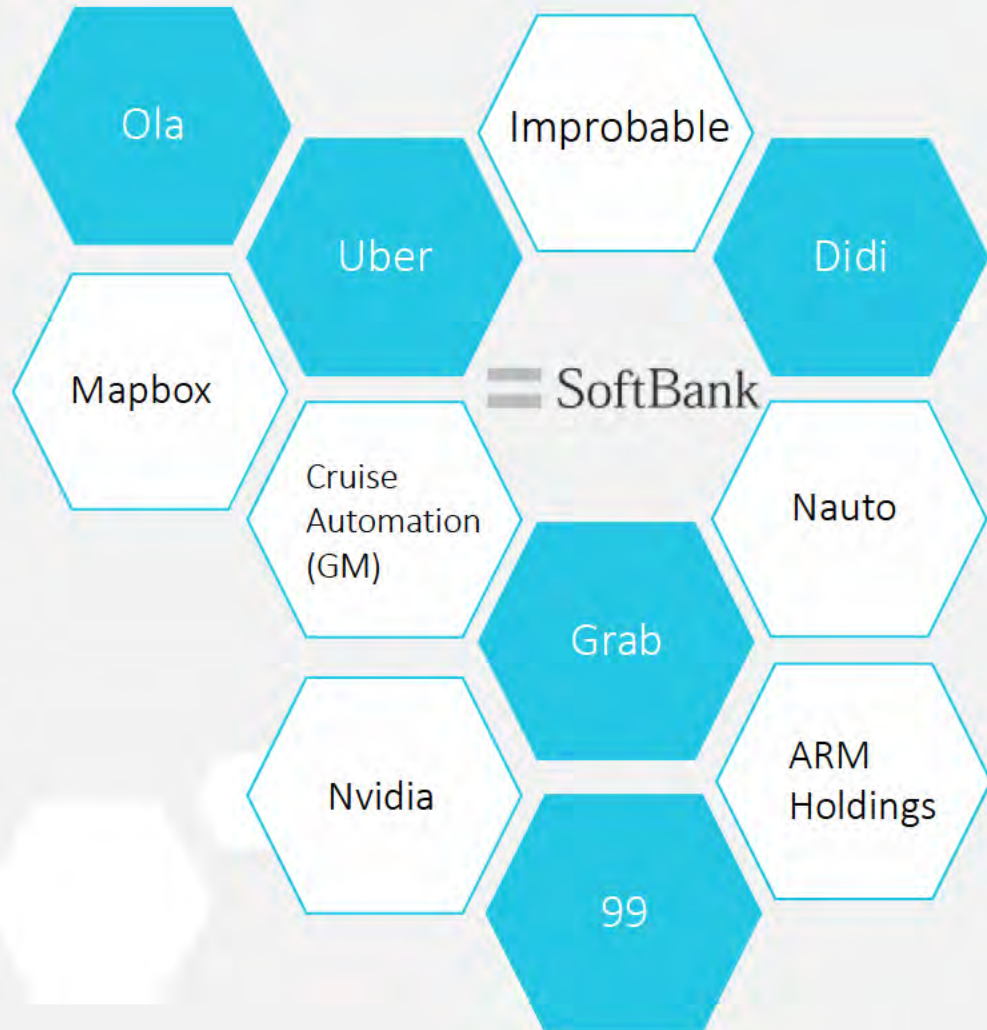 Ola
Improbable
Uber
Didi
Mapbox
SoftBank
Cruise
Automation
(GM)
Nauto
Grab
Nvidia
ARM
Holdings
99